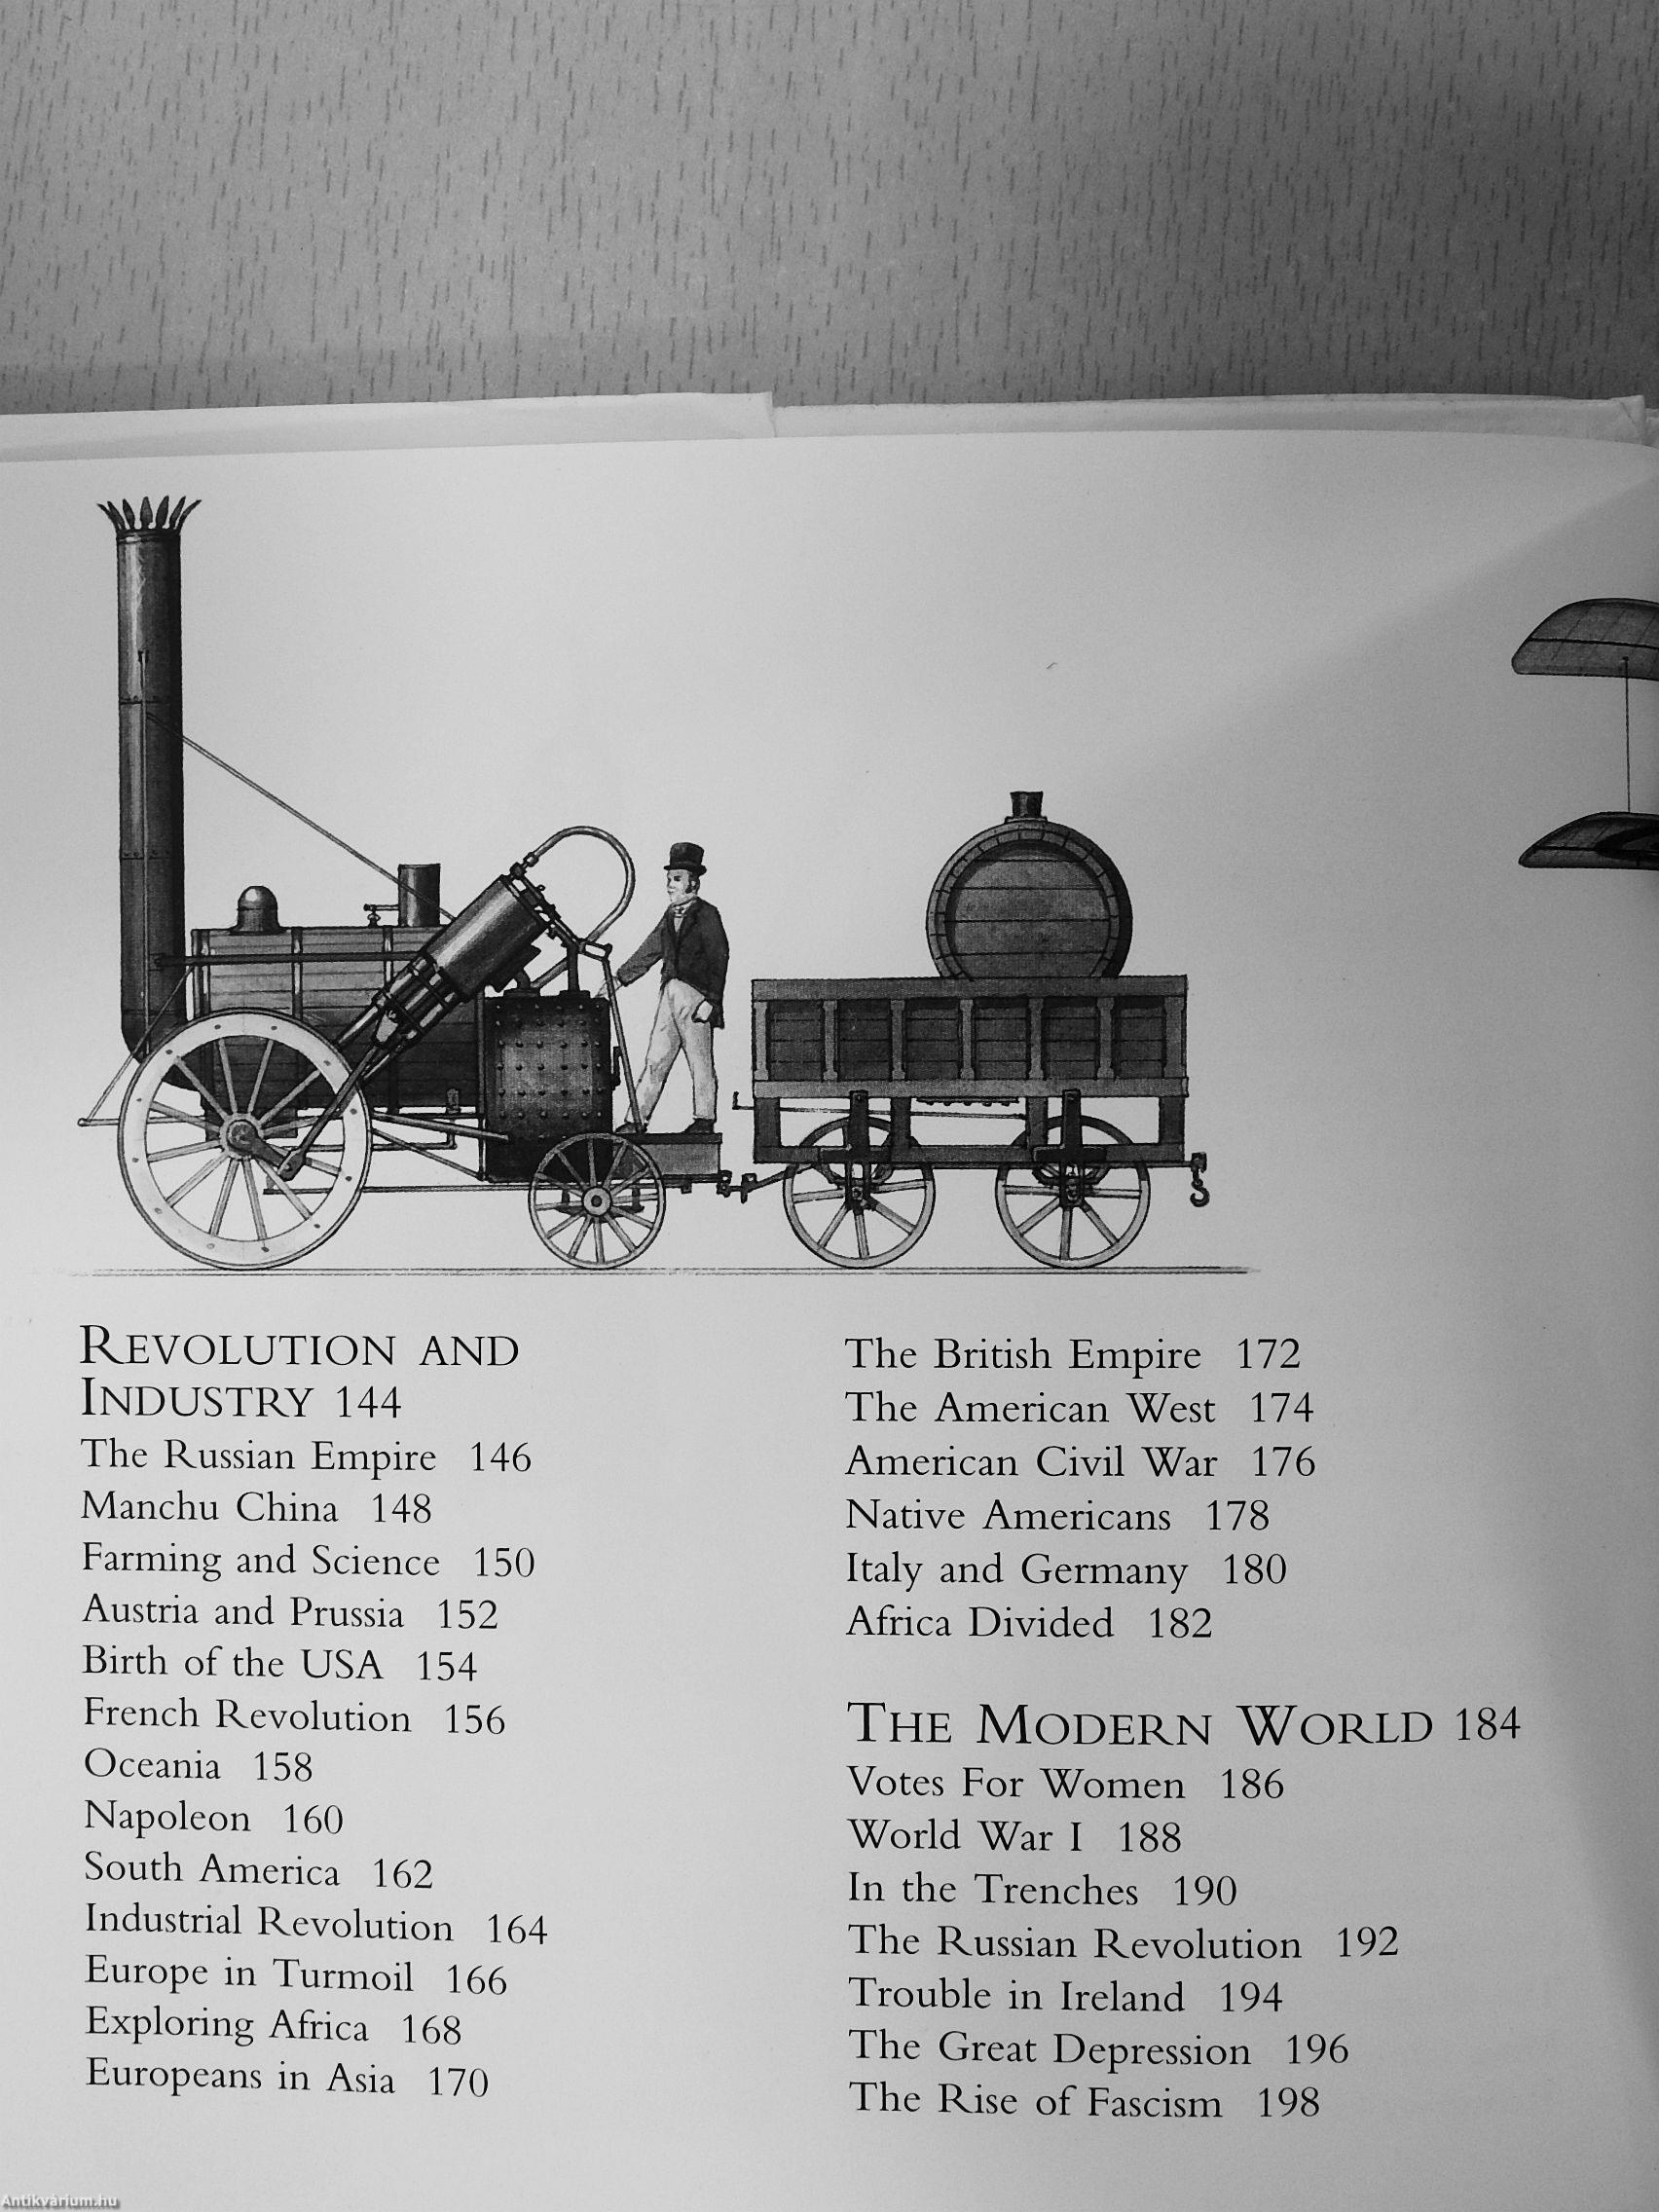 REVOLUTION AND
INDUSTRY 144
The Russian Empire 146
Manchu China 148
Farming and Science 150
Austria and Prussia 152
Birth of the USA 154
French Revolution 156
Oceania 158
Napoleon 160
South America 162
Industrial Revolution 164
Europe in Turmoil 166
Exploring Africa 168
Europeans in Asia 170
The British Empire 172
The American West 174
American Civil War 176
Native Americans 178
Italy and Germany 180
Africa Divided 182
THE MODERN WORLD 184
Votes For Women 186
World War I 188
In the Trenches 190
The Russian Revolution 192
Trouble in Ireland 194
The Great Depression 196
The Rise of Fascism 198
Antikvárium.hu